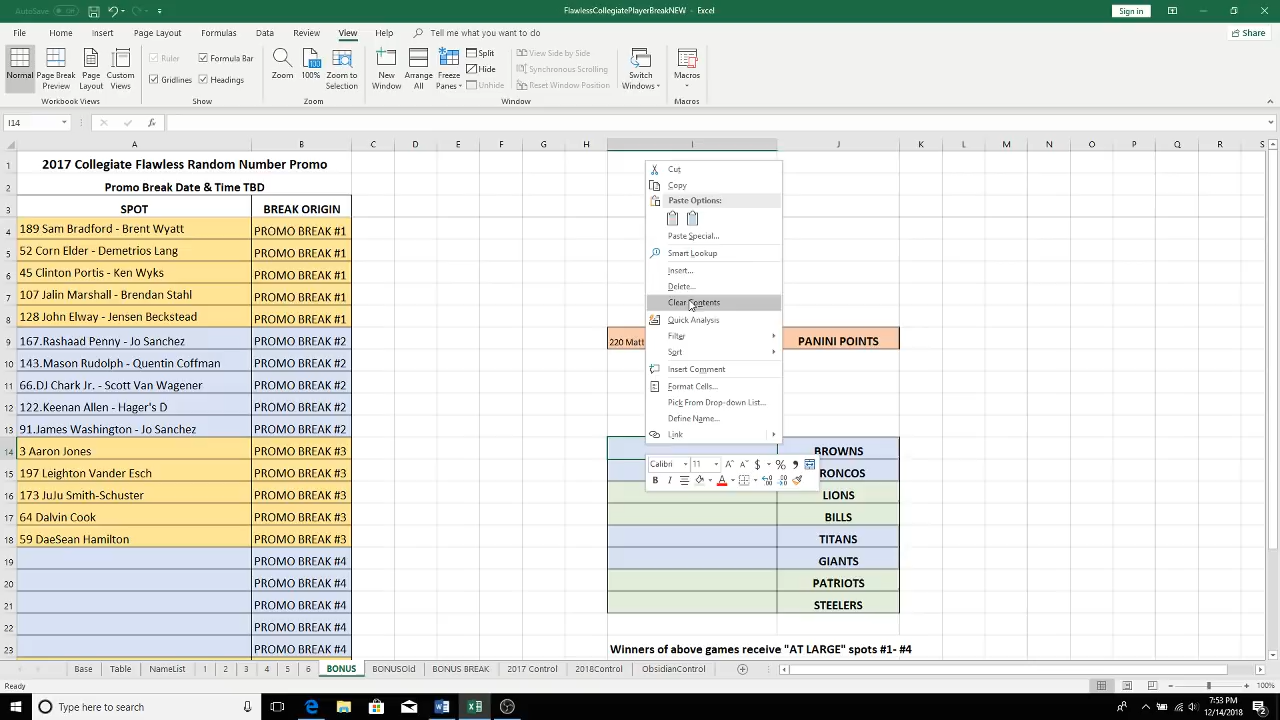 AutoSave Off FlawlessCollegiatePlayerBreakNEW - Excel Sign in
File Home Insert Page Layout Formulas Data Review View Help Tell me what you want to do Share
Normal Page Break Preview Page Layout Custom Views Ruler Formula Bar Gridlines Headings Zoom 100% Zoom to Selection New Window Arrange All Freeze Panes Split Hide Unhide View Side by Side Synchronous Scrolling Reset Window Position Switch Windows Macros
Workbook Views Show Zoom Window Macros
I14 fx
A B C D E F G H I J K L M N O P Q R S
1 2017 Collegiate Flawless Random Number Promo
2 Promo Break Date & Time TBD
3 SPOT BREAK ORIGIN
4 189 Sam Bradford - Brent Wyatt PROMO BREAK #1
5 52 Corn Elder - Demetrios Lang PROMO BREAK #1
6 45 Clinton Portis - Ken Wyks PROMO BREAK #1
7 107 Jalin Marshall - Brendan Stahl PROMO BREAK #1
8 128 John Elway - Jensen Beckstead PROMO BREAK #1
9 167.Rashaad Penny - Jo Sanchez PROMO BREAK #2 220 Matt PANINI POINTS
10 143.Mason Rudolph - Quentin Coffman PROMO BREAK #2
11 66.DJ Chark Jr. - Scott Van Wagener PROMO BREAK #2
12 122.Keenan Allen - Hager's D PROMO BREAK #2
13 91.James Washington - Jo Sanchez PROMO BREAK #2
14 3 Aaron Jones PROMO BREAK #3 BROWNS
15 197 Leighton Vander Esch PROMO BREAK #3 RONCOS
16 173 JuJu Smith-Schuster PROMO BREAK #3 LIONS
17 64 Dalvin Cook PROMO BREAK #3 BILLS
18 59 DaeSean Hamilton PROMO BREAK #3 TITANS
19 PROMO BREAK #4 GIANTS
20 PROMO BREAK #4 PATRIOTS
21 PROMO BREAK #4 STEELERS
22 PROMO BREAK #4
23 PROMO BREAK #4 Winners of above games receive "AT LARGE" spots #1- #4
Cut
Copy
Paste Options:
Paste Special...
Smart Lookup
Insert...
Delete...
Clear Contents
Quick Analysis
Filter
Sort
Insert Comment
Format Cells...
Pick From Drop-down List...
Define Name...
Link
Calibri 11 A A $ % ,
B I A
Base Table NameList 1 2 3 4 5 6 BONUS BONUSOld BONUS BREAK 2017 Control 2018Control ObsidianControl
Ready 100%
Type here to search 7:53 PM
12/14/2018 2